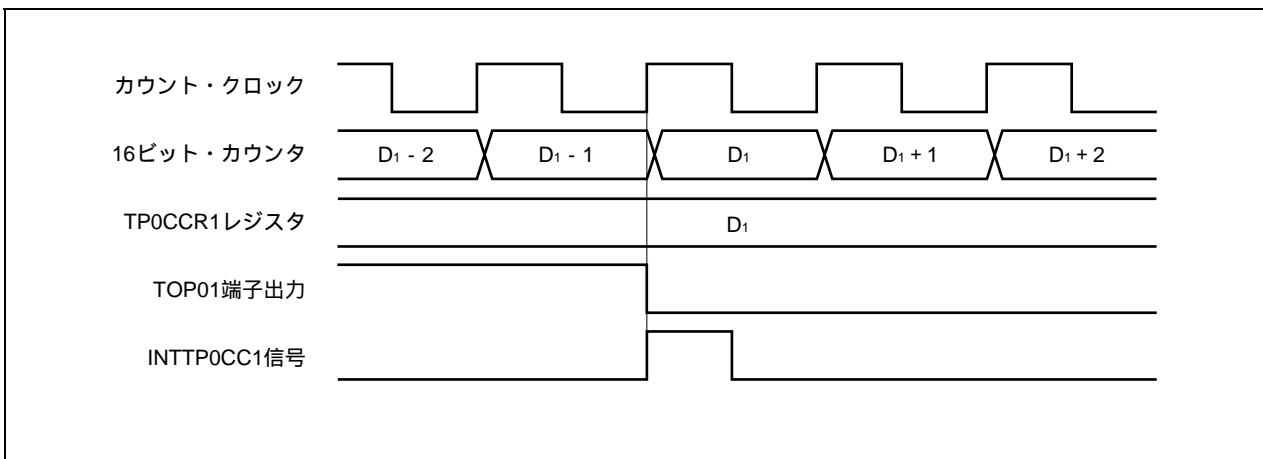 カウント・クロック
16ビット・カウンタ D₁ - 2 D₁ - 1 D₁ D₁ + 1 D₁ + 2
TP0CCR1レジスタ D₁
TOP01端子出力
INTTP0CC1信号